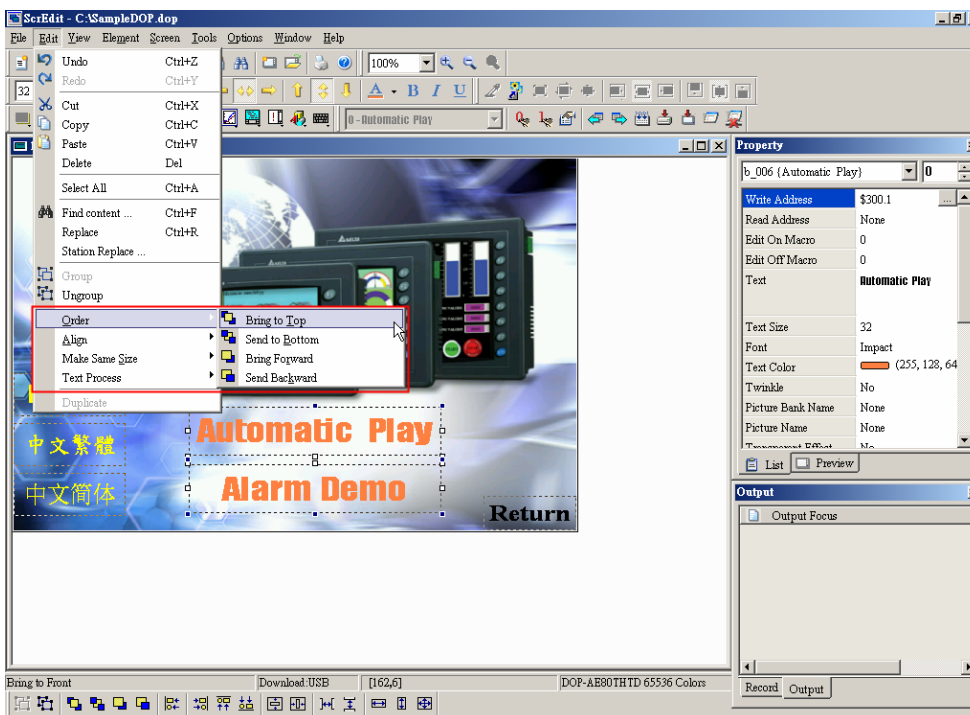 ScrEdit - C:\SampleDOP.dop
File Edit View Element Screen Tools Options Window Help
Undo Ctrl+Z
Redo Ctrl+Y
Cut Ctrl+X
Copy Ctrl+C
Paste Ctrl+V
Delete Del
Select All Ctrl+A
Find content ... Ctrl+F
Replace Ctrl+R
Station Replace ...
Group
Ungroup
Order
Align
Make Same Size
Text Process
Duplicate
Bring to Top
Send to Bottom
Bring Forward
Send Backward
100%
32
A B I U
0 - Automatic Play
Automatic Play
Alarm Demo
中文繁體
中文简体
Return
Property
b_006 {Automatic Play} 0
Write Address $300.1 ...
Read Address None
Edit On Macro 0
Edit Off Macro 0
Text Automatic Play
Text Size 32
Font Impact
Text Color (255, 128, 64
Twinkle No
Picture Bank Name None
Picture Name None
Transparent Effect No
List Preview
Output
Output Focus
Record Output
Bring to Front Download:USB [162,6] DOP-AE80THTD 65536 Colors